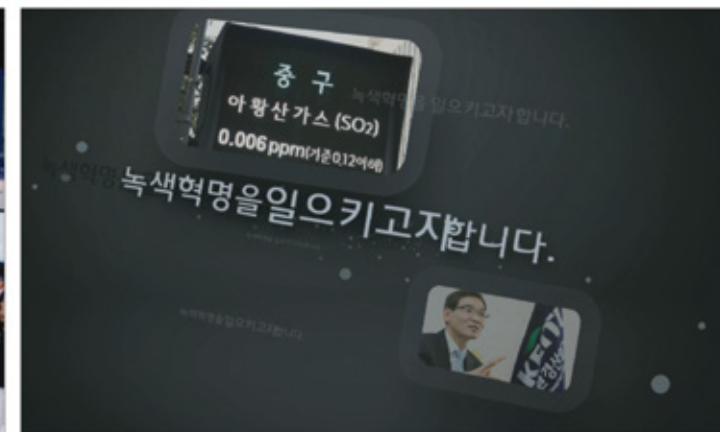 중 구
아 황 산 가 스 (SO2)
0.006 ppm(기준0.12이하)
녹색혁명을 일으키고자합니다.
녹색혁명을일으키고자합니다.
녹색혁명을일으키고자합니다.